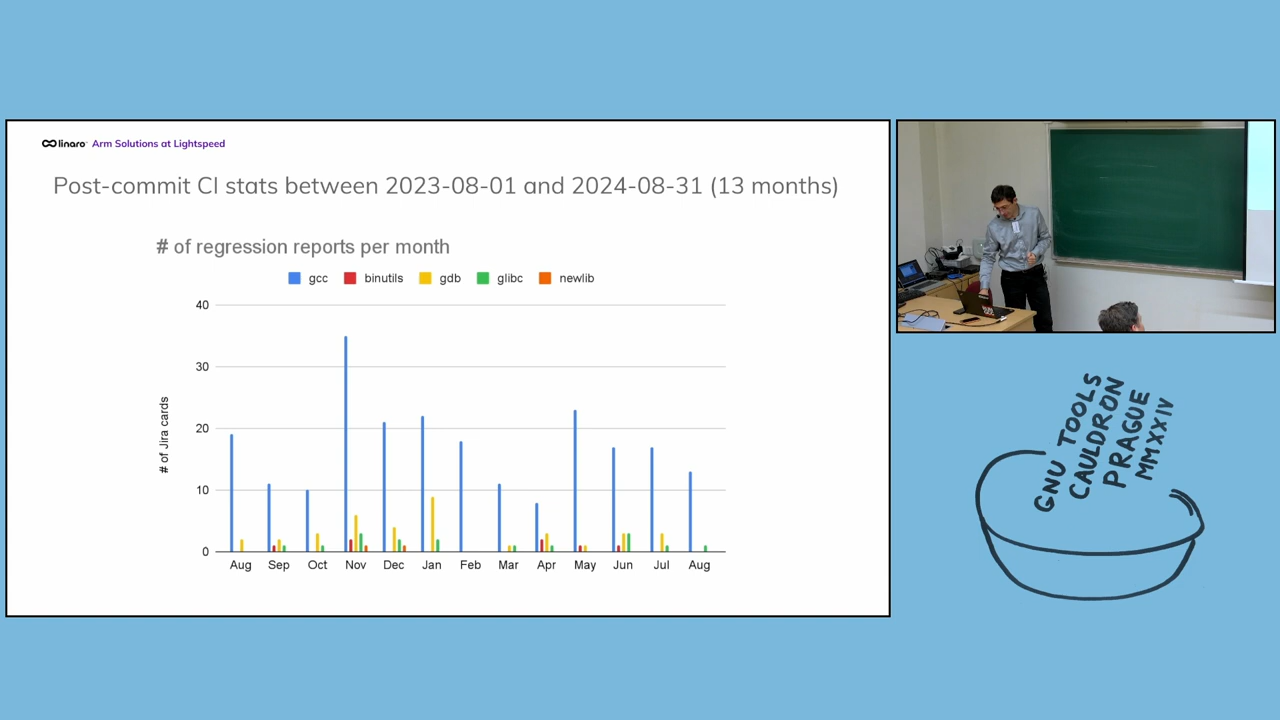 linaro Arm Solutions at Lightspeed
Post-commit CI stats between 2023-08-01 and 2024-08-31 (13 months)
# of regression reports per month
gcc binutils gdb glibc newlib
40
30
20
10
0
# of Jira cards
Aug Sep Oct Nov Dec Jan Feb Mar Apr May Jun Jul Aug
GNU TOOLS
CAULDRON
PRAGUE
MMXXIV